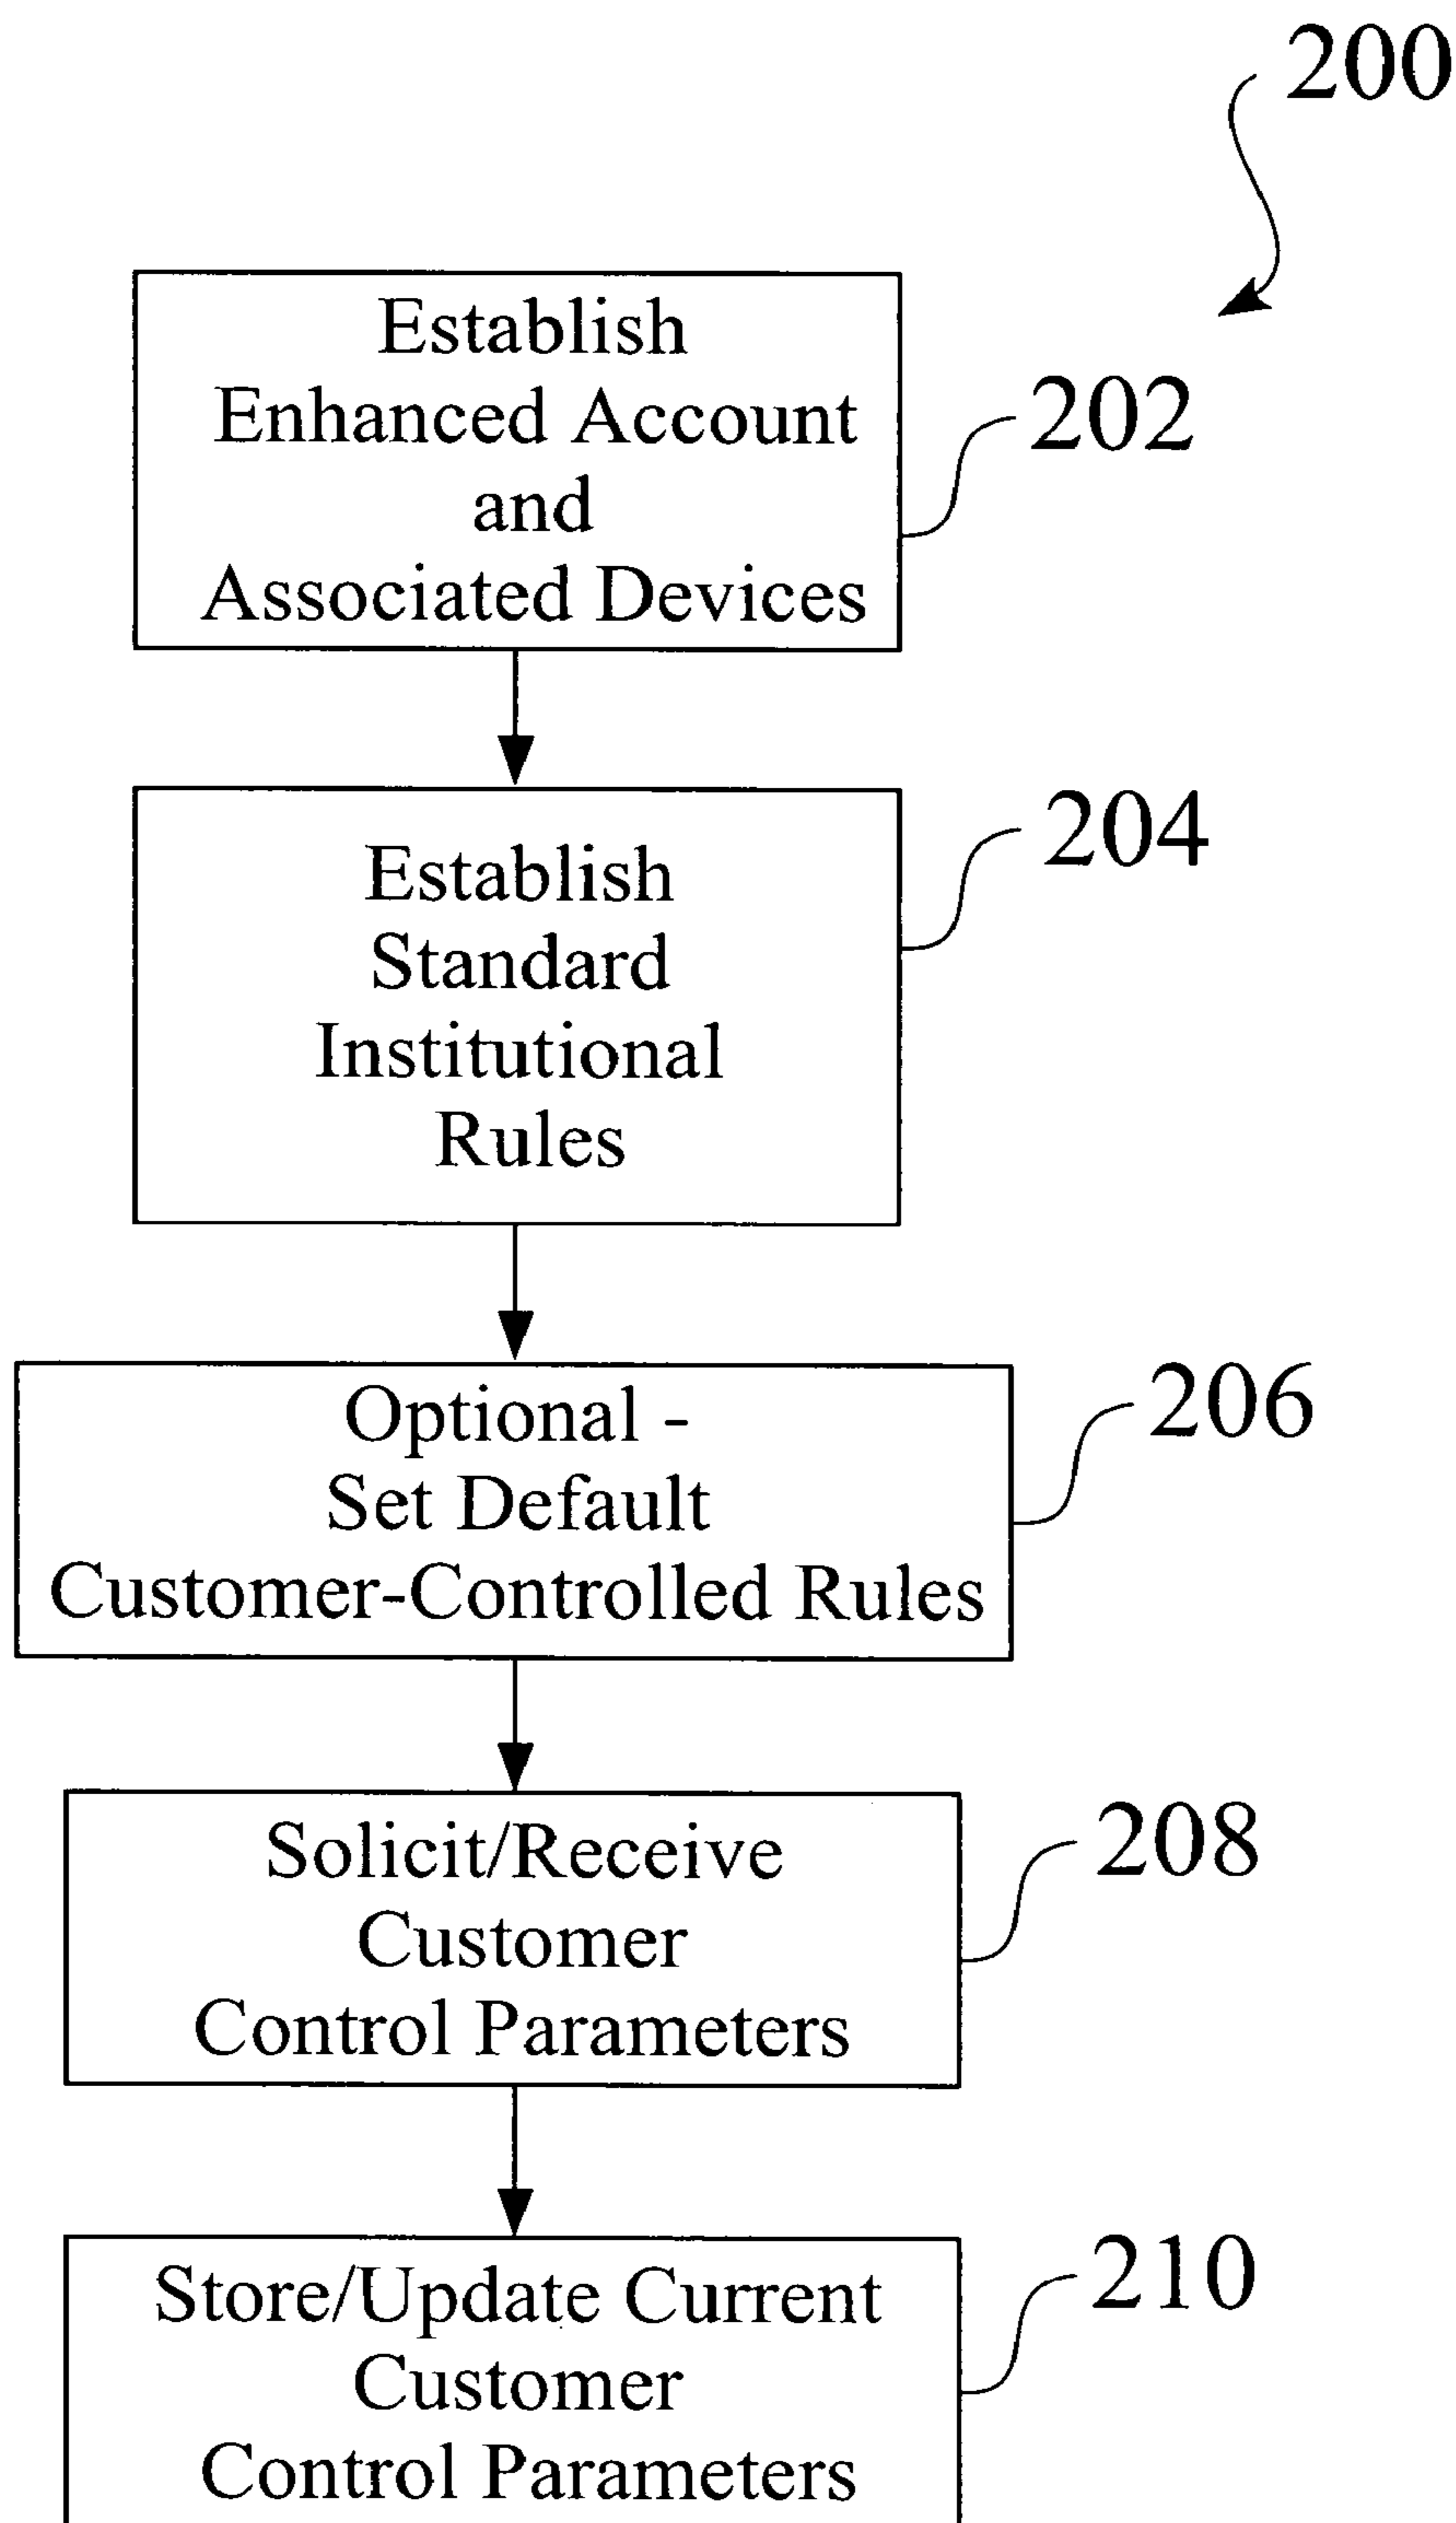 200
Establish
Enhanced Account
and
Associated Devices
202
Establish
Standard
Institutional
Rules
204
Optional -
Set Default
Customer-Controlled Rules
206
Solicit/Receive
Customer
Control Parameters
208
Store/Update Current
Customer
Control Parameters
210